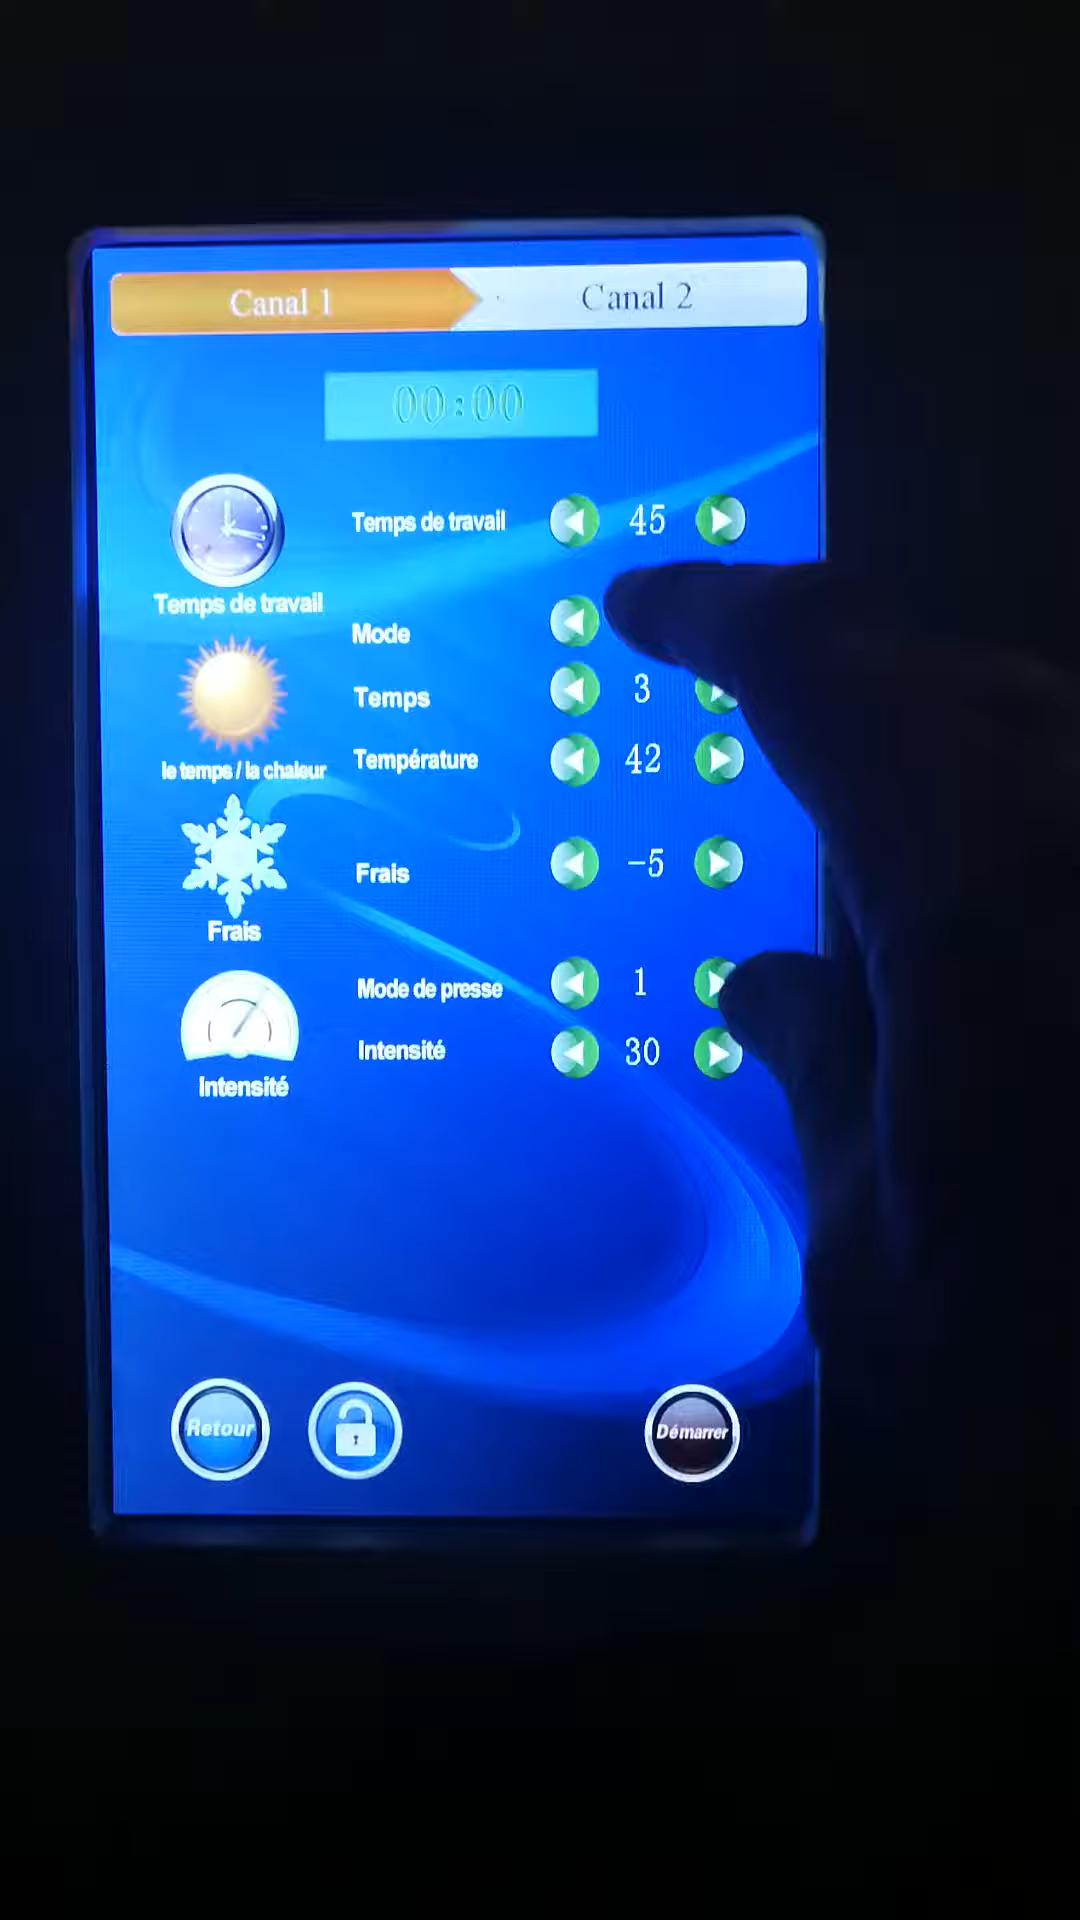 Canal 1
Canal 2
00:00
Temps de travail
Temps de travail 45
Mode
Temps 3
le temps / la chaleur
Température 42
Frais -5
Frais
Mode de presse 1
Intensité 30
Intensité
Retour
Démarrer